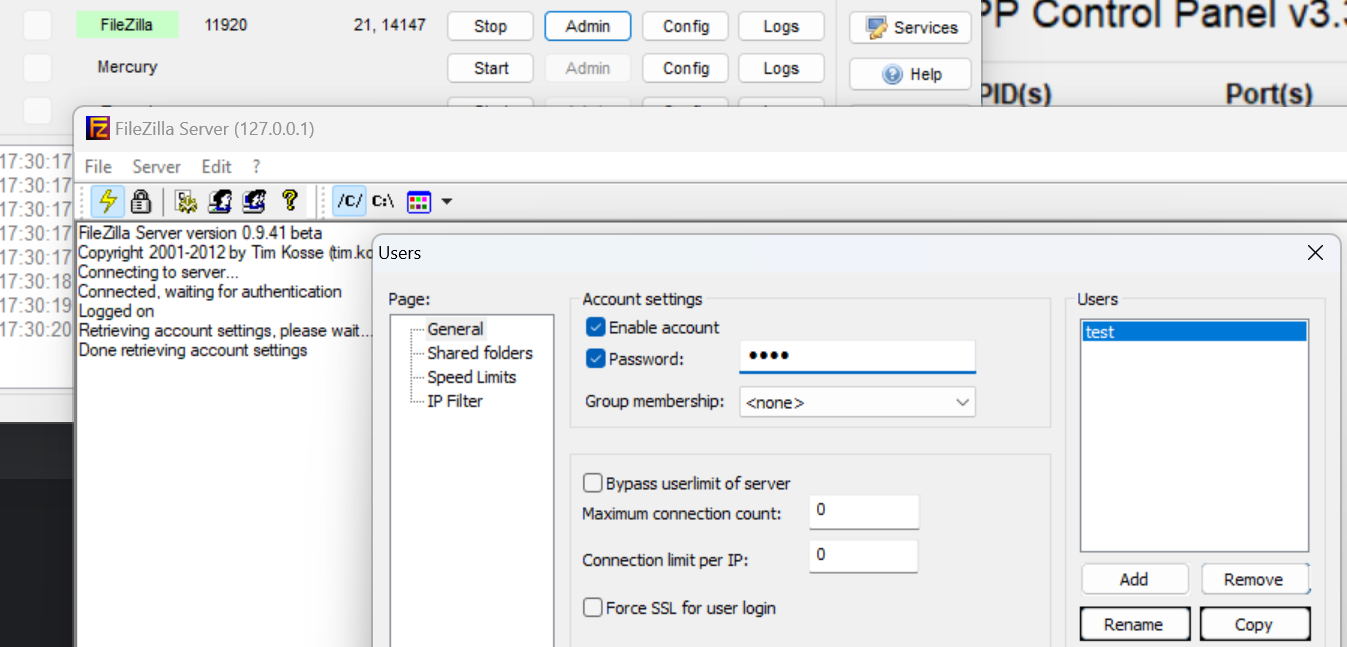 FileZilla 11920 21, 14147 Stop Admin Config Logs Services
PP Control Panel v3.3
Mercury Start Admin Config Logs Help
PID(s) Port(s)
FileZilla Server (127.0.0.1)
File Server Edit ?
/C/ C:\
17:30:17
17:30:17
17:30:17
17:30:17
17:30:17
17:30:18
17:30:19
17:30:20
FileZilla Server version 0.9.41 beta
Copyright 2001-2012 by Tim Kosse (tim.ko
Connecting to server...
Connected, waiting for authentication
Logged on
Retrieving account settings, please wait...
Done retrieving account settings
Users
Page:
General
Shared folders
Speed Limits
IP Filter
Account settings
Enable account
Password: ••••
Group membership: <none>
Bypass userlimit of server
Maximum connection count: 0
Connection limit per IP: 0
Force SSL for user login
Users
test
Add Remove
Rename Copy